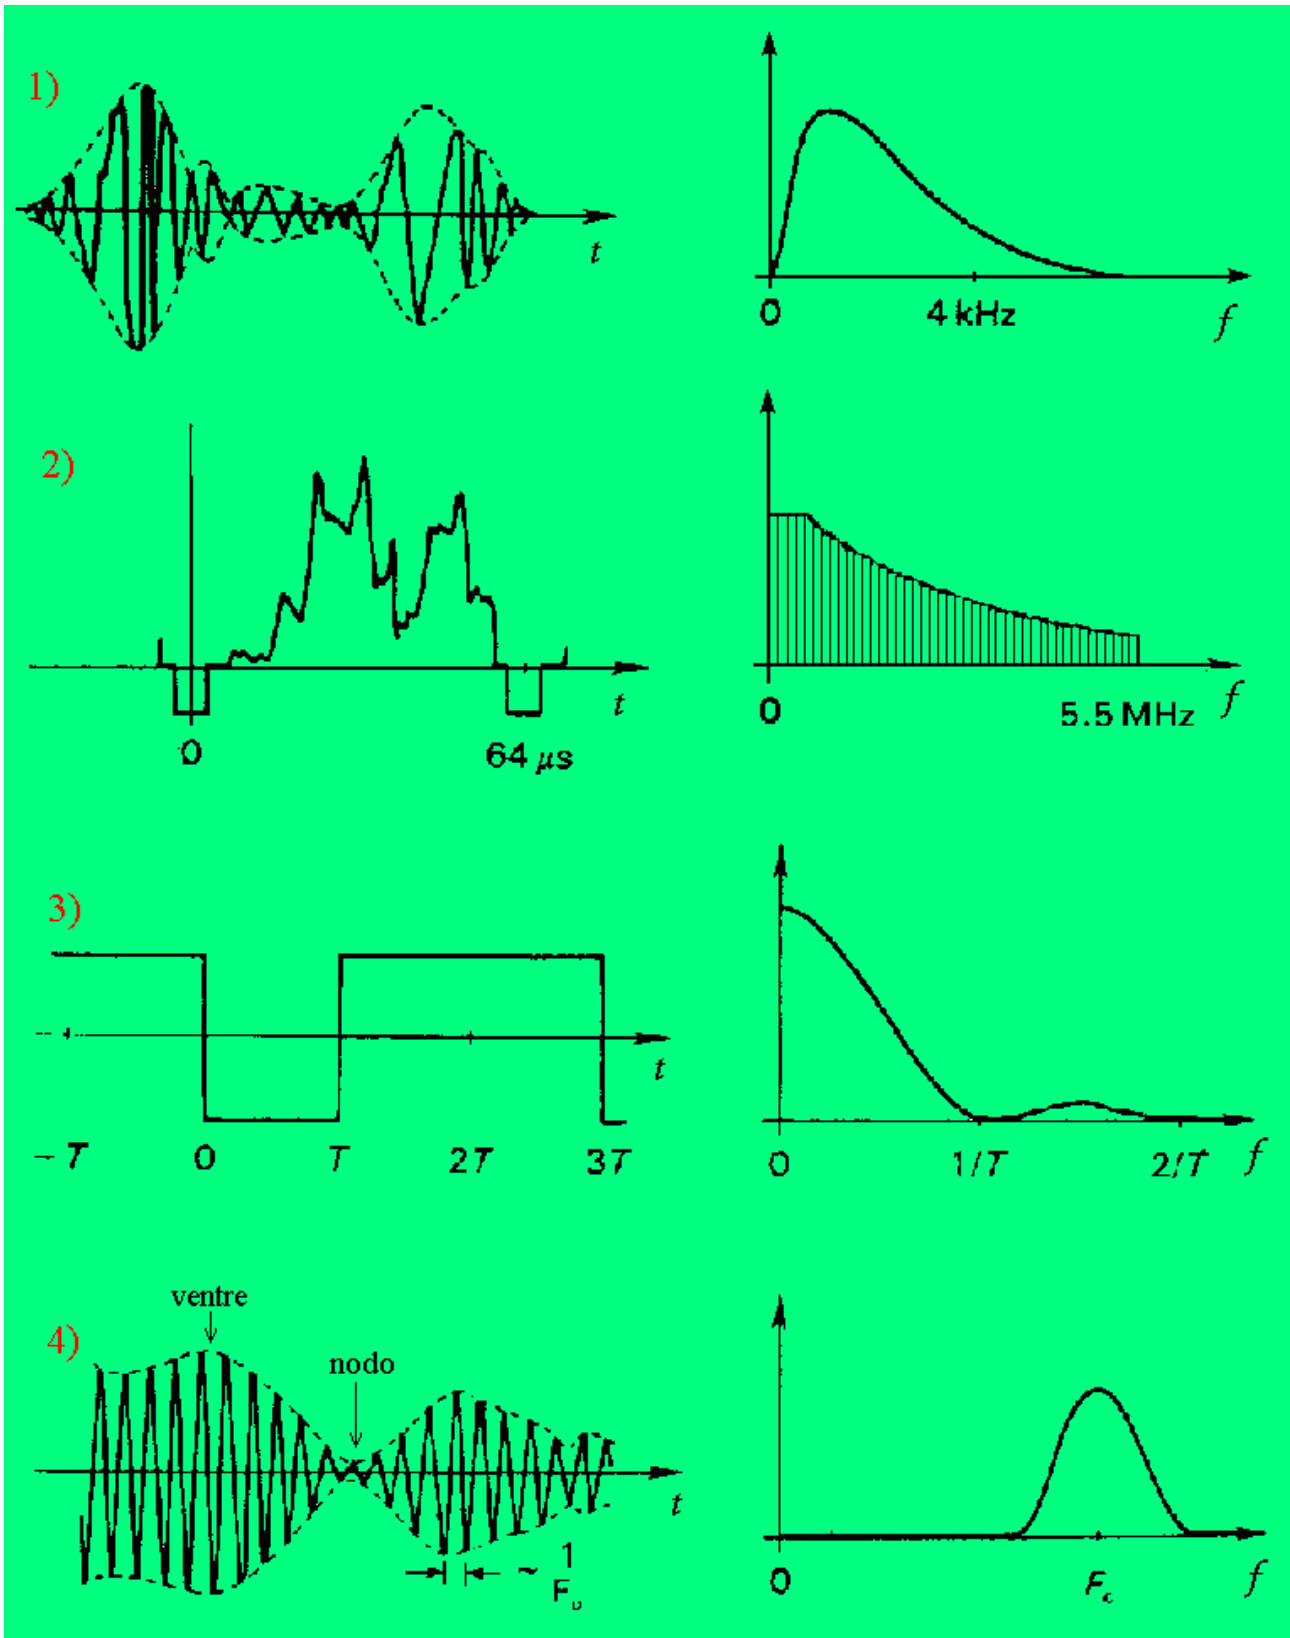 1)
t
0 4 kHz f
2)
t
0 64 μs
0 5.5 MHz f
3)
t
-T 0 T 2T 3T
0 1/T 2/T f
ventre
4)
nodo
t
~ 1
F
0 F f